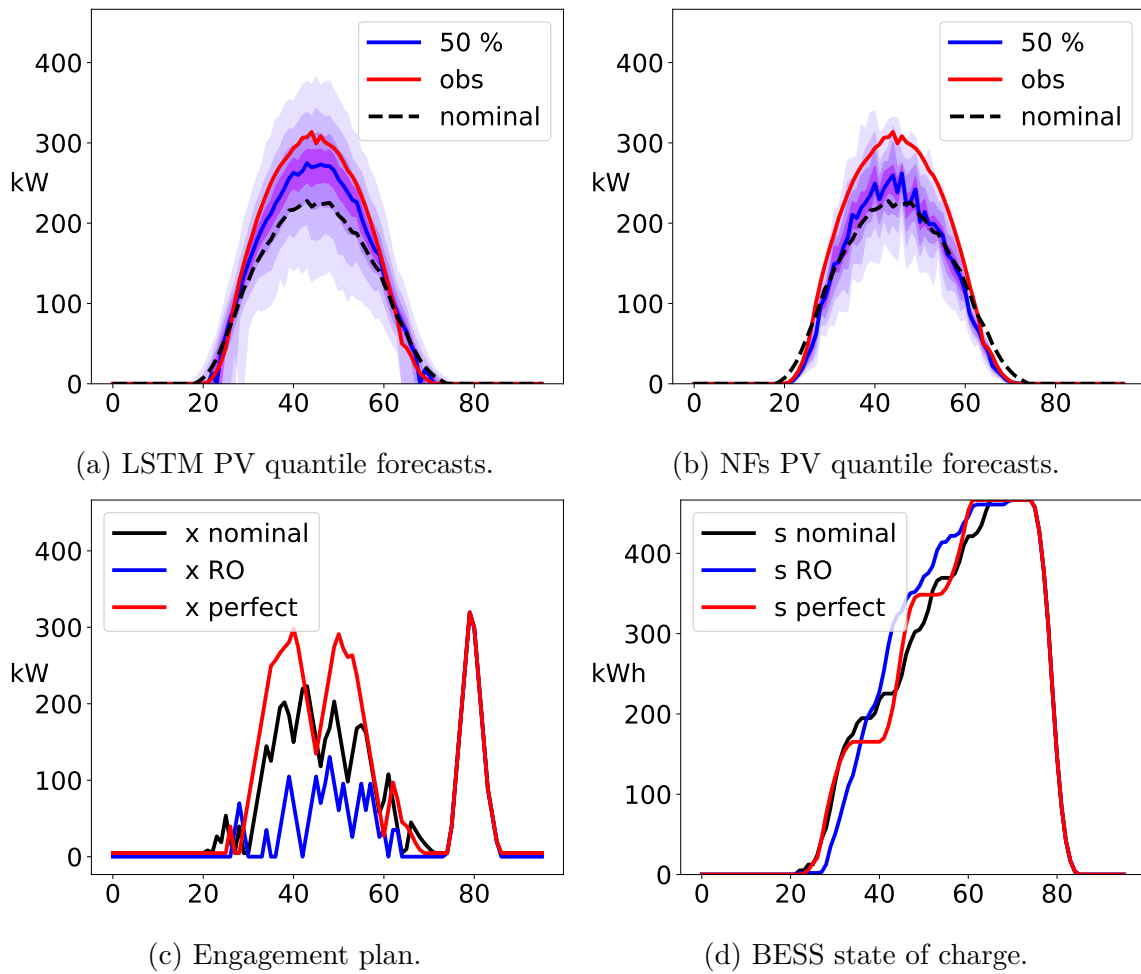 50 %
obs
nominal
400
300
kW
200
100
0
0 20 40 60 80
(a) LSTM PV quantile forecasts.
50 %
obs
nominal
400
300
kW
200
100
0
0 20 40 60 80
(b) NFs PV quantile forecasts.
x nominal
x RO
x perfect
400
300
kW
200
100
0
0 20 40 60 80
(c) Engagement plan.
s nominal
s RO
s perfect
400
300
kWh
200
100
0
0 20 40 60 80
(d) BESS state of charge.